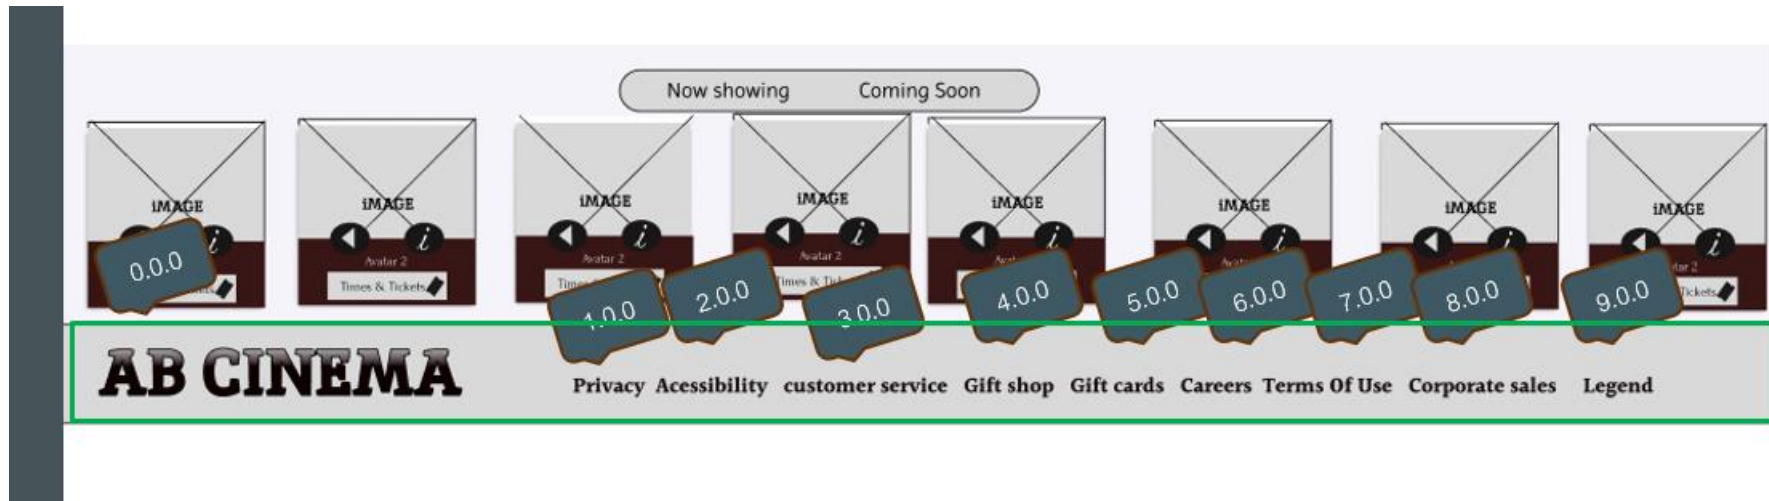 Now showing Coming Soon
iMAGE iMAGE iMAGE iMAGE iMAGE iMAGE iMAGE iMAGE
i i i i i i i i
Avatar 2 Avatar 2 Avatar 2
Times & Tickets
0.0.0 1.0.0 2.0.0 3.0.0 4.0.0 5.0.0 6.0.0 7.0.0 8.0.0 9.0.0
AB CINEMA
Privacy Acessibility customer service Gift shop Gift cards Careers Terms Of Use Corporate sales Legend